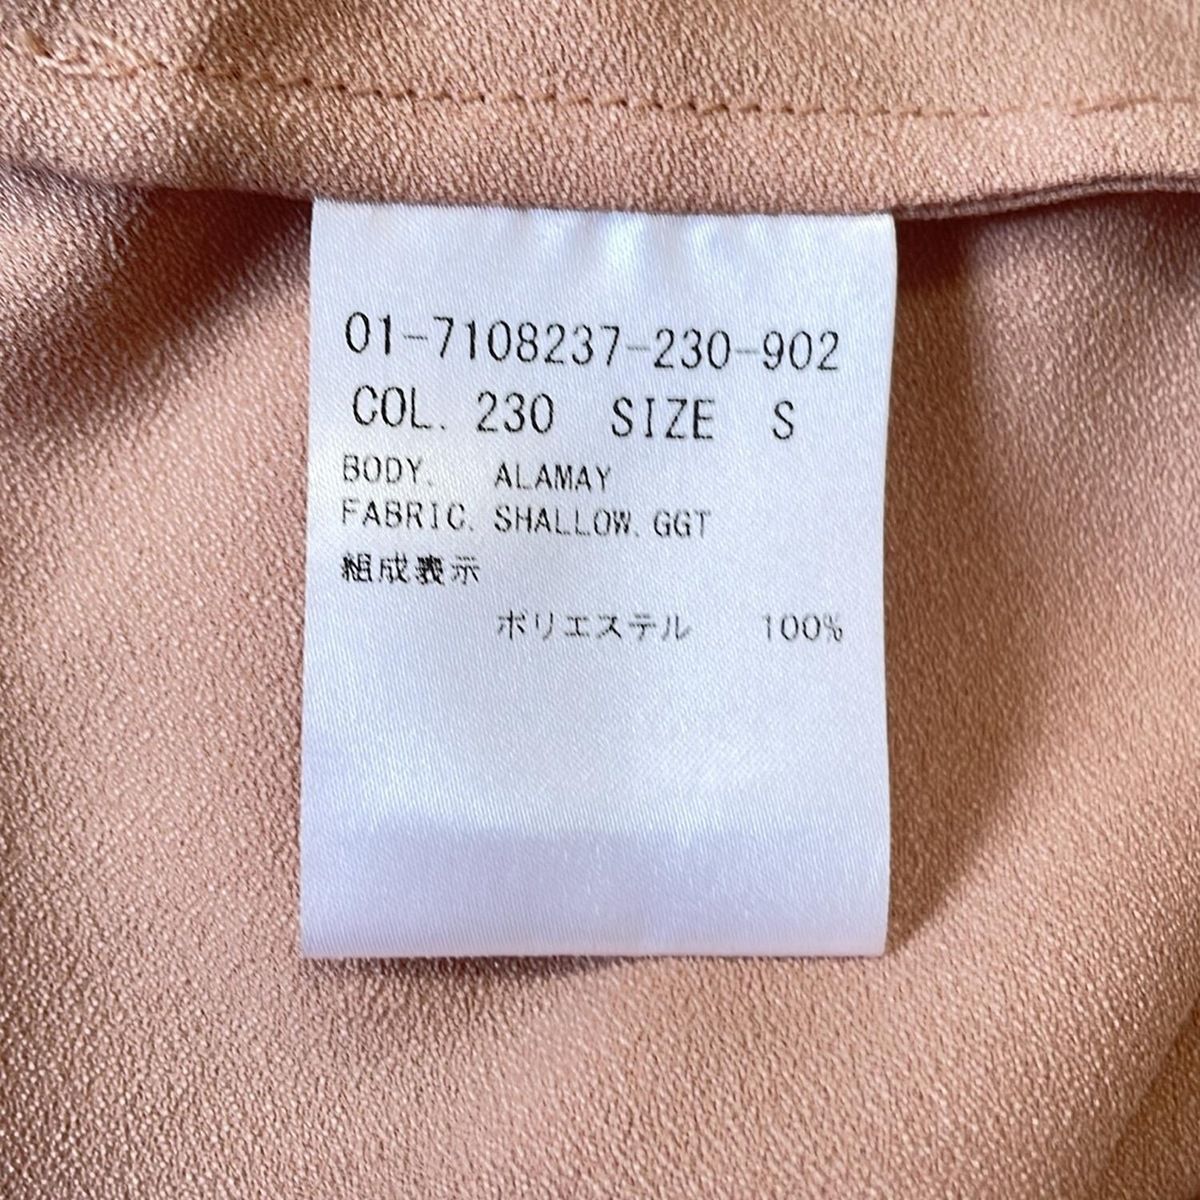 01-7108237-230-902
COL. 230 SIZE S
BODY. ALAMAY
FABRIC. SHALLOW.GGT
組成表示
ポリエステル 100%